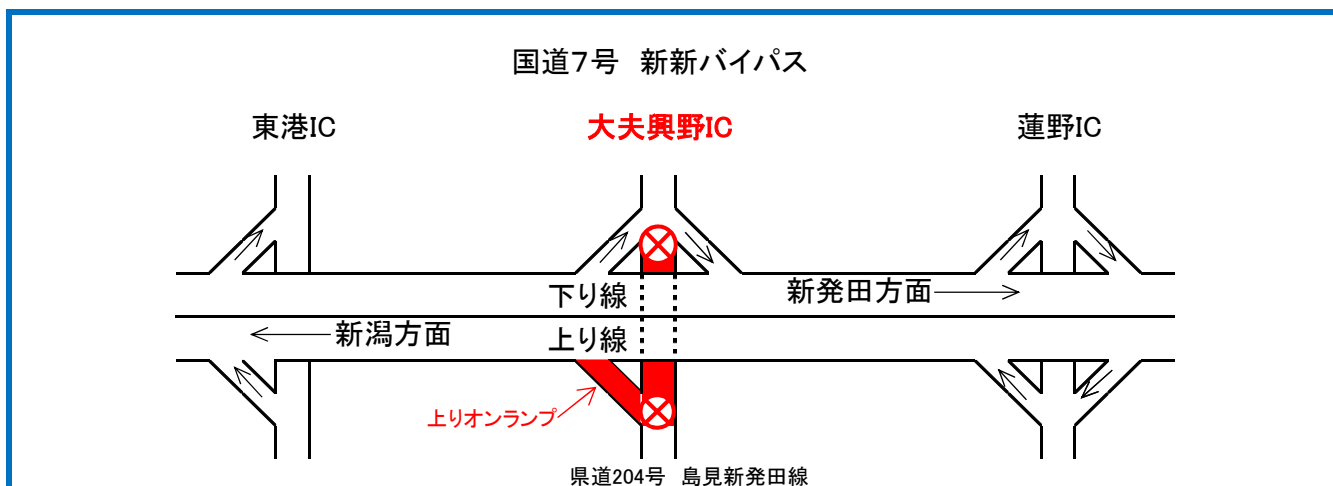 国道7号 新新バイパス
東港IC
大夫興野IC
蓮野IC
下り線
新発田方面
新潟方面
上り線
上りオンランプ
県道204号 島見新発田線